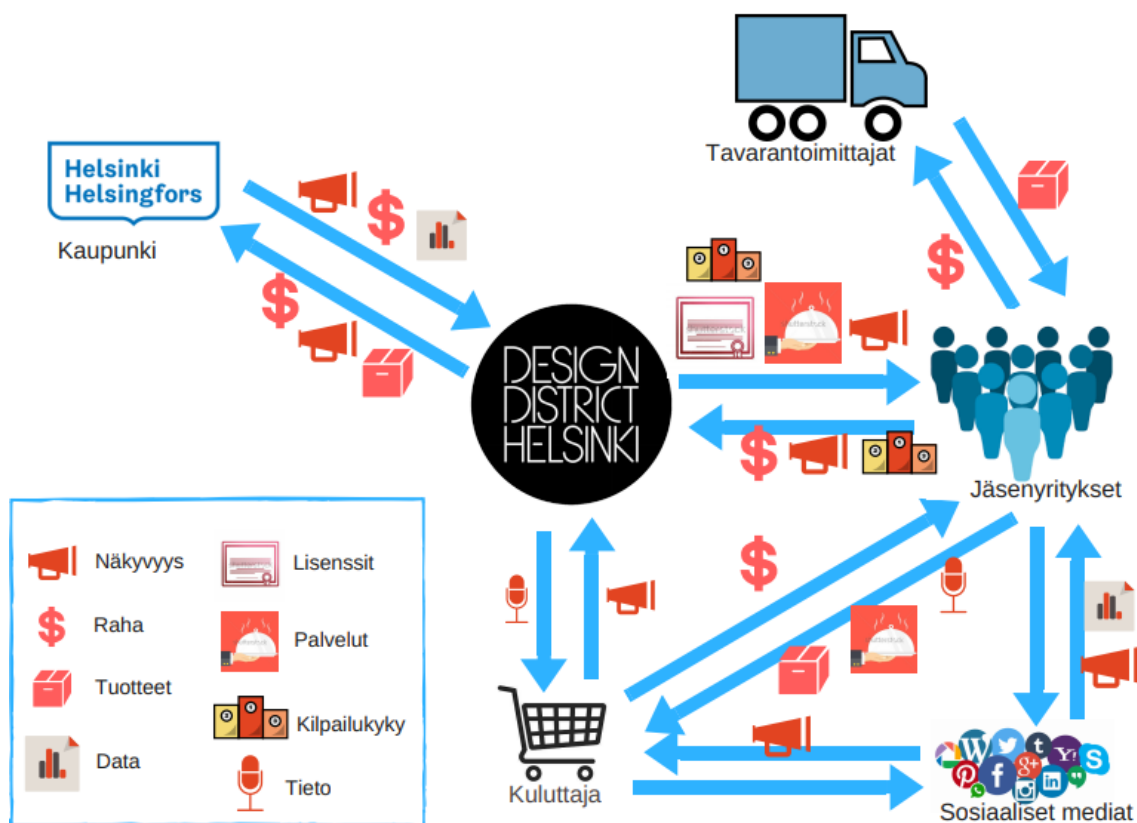 Tavarantoimittajat
Helsinki
Helsingfors
Kaupunki
DESIGN
DISTRICT
HELSINKI
Jäsenyritykset
Näkyvyys
Lisenssit
Raha
Palvelut
Tuotteet
Kilpailukyky
Data
Tieto
Kuluttaja
Sosiaaliset mediat